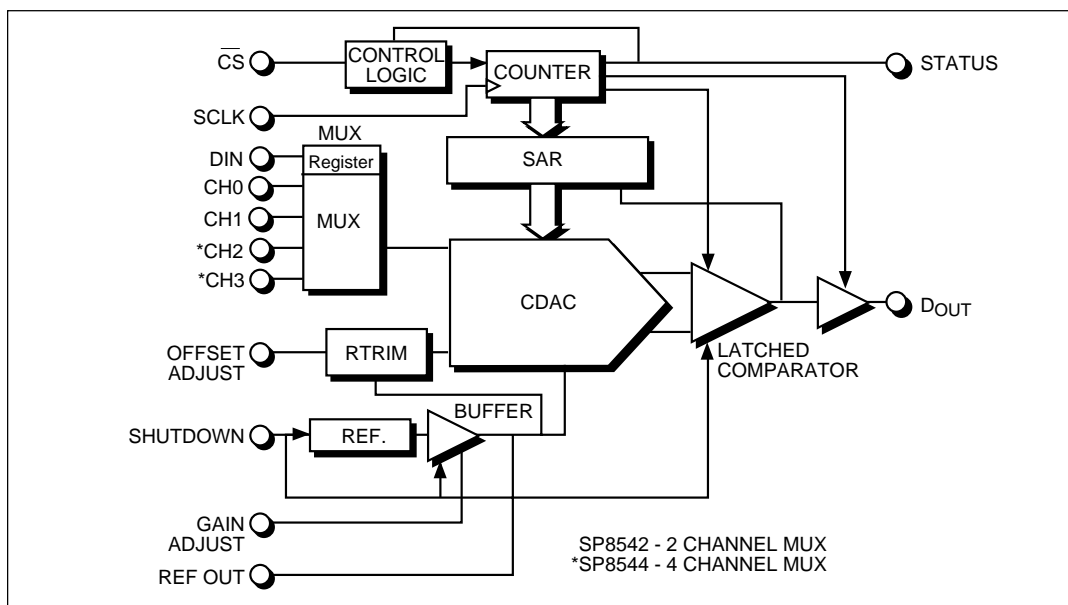 CS
CONTROL
LOGIC
COUNTER
STATUS
SCLK
MUX
DIN
Register
SAR
CH0
CH1
MUX
*CH2
*CH3
CDAC
DOUT
OFFSET
ADJUST
RTRIM
LATCHED
COMPARATOR
BUFFER
SHUTDOWN
REF.
GAIN
ADJUST
REF OUT
SP8542 - 2 CHANNEL MUX
*SP8544 - 4 CHANNEL MUX